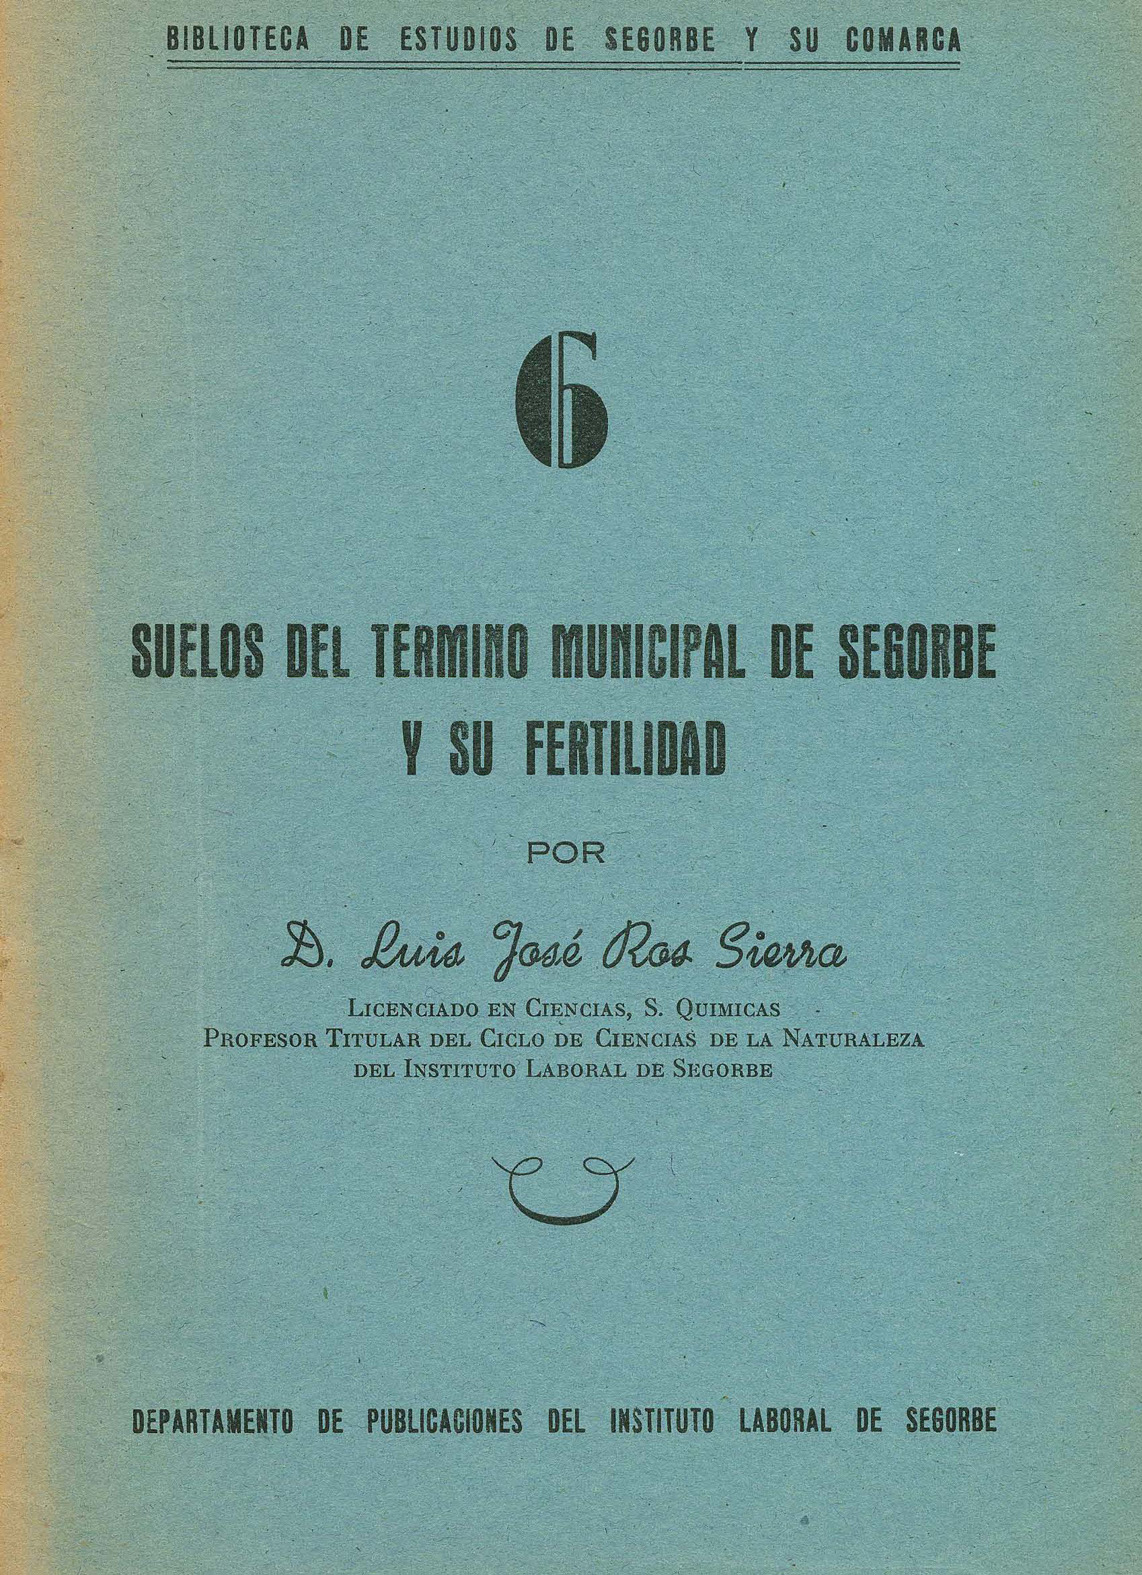 BIBLIOTECA DE ESTUDIOS DE SEGORBE Y SU COMARCA
6
SUELOS DEL TERMINO MUNICIPAL DE SEGORBE
Y SU FERTILIDAD
POR
D. Luis José Ros Sierra
LICENCIADO EN CIENCIAS, S. QUIMICAS
PROFESOR TITULAR DEL CICLO DE CIENCIAS DE LA NATURALEZA
DEL INSTITUTO LABORAL DE SEGORBE
DEPARTAMENTO DE PUBLICACIONES DEL INSTITUTO LABORAL DE SEGORBE